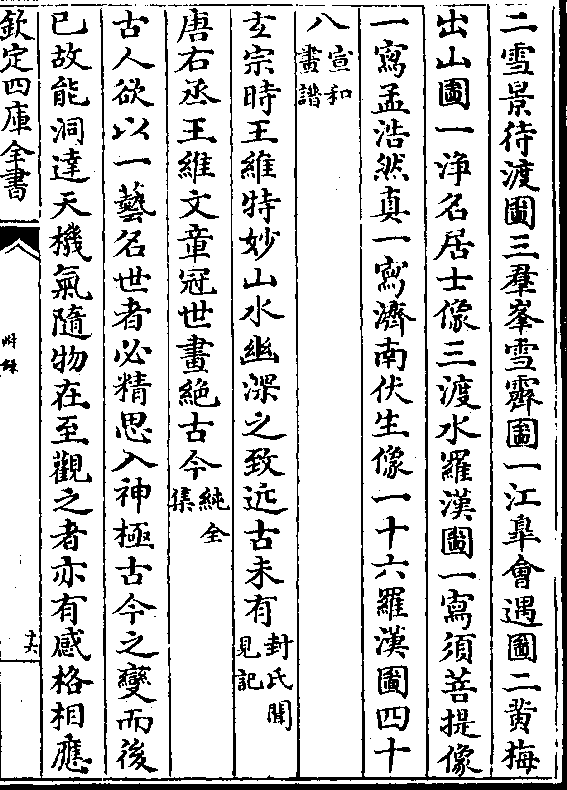 二雪景待渡圖三羣峯雪霽圖一江臯會遇圖二黄梅
出山圖一浄名居士像三渡水羅漢圖一寫須菩提像
一寫孟浩然真一寫濟南伏生像一十六羅漢圖四十
八宣和畫譜
玄宗時王維特妙山水幽深之致近古未有封氏聞見記
唐右丞王維文章冠世畫絶古今純全集
古人欲以一藝名世者必精思入神極古今之變而後
已故能洞達天機氣隨物在至觀之者亦有感格相應
欽定四庫全書
附録
十六